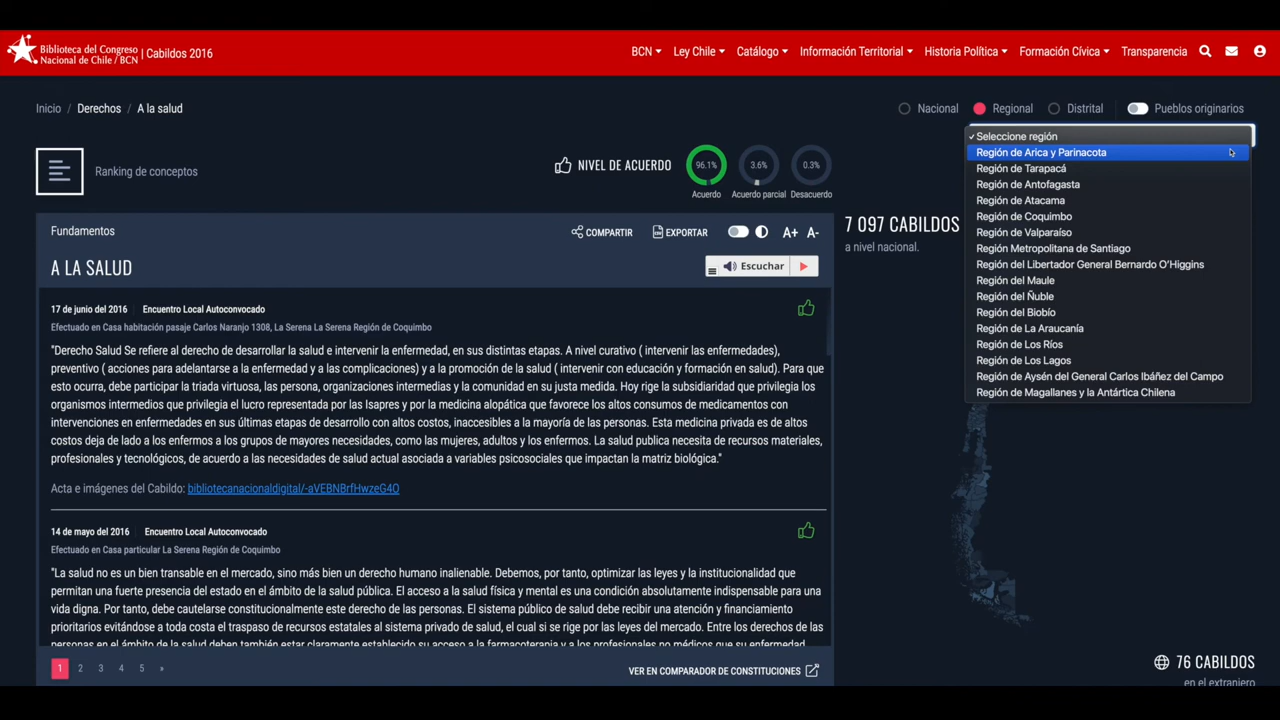 Biblioteca del Congreso
Nacional de Chile / BCN | Cabildos 2016
BCN Ley Chile Catálogo Información Territorial Historia Política Formación Cívica Transparencia
Inicio / Derechos / A la salud
Nacional Regional Distrital Pueblos originarios
✓ Seleccione región
Región de Arica y Parinacota
Región de Tarapacá
Región de Antofagasta
Región de Atacama
Región de Coquimbo
Región de Valparaíso
Región Metropolitana de Santiago
Región del Libertador General Bernardo O'Higgins
Región del Maule
Región del Ñuble
Región del Biobío
Región de La Araucanía
Región de Los Ríos
Región de Los Lagos
Región de Aysén del General Carlos Ibáñez del Campo
Región de Magallanes y la Antártica Chilena
Ranking de conceptos
NIVEL DE ACUERDO
96.1% 3.6% 0.3%
Acuerdo Acuerdo parcial Desacuerdo
7 097 CABILDOS
a nivel nacional.
Fundamentos
COMPARTIR EXPORTAR A+ A-
A LA SALUD
Escuchar
17 de junio del 2016 Encuentro Local Autoconvocado
Efectuado en Casa habitación pasaje Carlos Naranjo 1308, La Serena La Serena Región de Coquimbo
"Derecho Salud Se refiere al derecho de desarrollar la salud e intervenir la enfermedad, en sus distintas etapas. A nivel curativo ( intervenir las enfermedades),
preventivo ( acciones para adelantarse a la enfermedad y a las complicaciones) y a la promoción de la salud ( intervenir con educación y formación en salud). Para que
esto ocurra, debe participar la triada virtuosa, las persona, organizaciones intermedias y la comunidad en su justa medida. Hoy rige la subsidiaridad que privilegia los
organismos intermedios que privilegia el lucro representada por las Isapres y por la medicina alopática que favorece los altos consumos de medicamentos con
intervenciones en enfermedades en sus últimas etapas de desarrollo con altos costos, inaccesibles a la mayoría de las personas. Esta medicina privada es de altos
costos deja de lado a los enfermos a los grupos de mayores necesidades, como las mujeres, adultos y los enfermos. La salud publica necesita de recursos materiales,
profesionales y tecnológicos, de acuerdo a las necesidades de salud actual asociada a variables psicosociales que impactan la matriz biológica."
Acta e imágenes del Cabildo: bibliotecanacionaldigital/-aVEBNBrfHwzeG4O
14 de mayo del 2016 Encuentro Local Autoconvocado
Efectuado en Casa particular La Serena Región de Coquimbo
"La salud no es un bien transable en el mercado, sino más bien un derecho humano inalienable. Debemos, por tanto, optimizar las leyes y la institucionalidad que
permitan una fuerte presencia del estado en el ámbito de la salud pública. El acceso a la salud física y mental es una condición absolutamente indispensable para una
vida digna. Por tanto, debe cautelarse constitucionalmente este derecho de las personas. El sistema público de salud debe recibir una atención y financiamiento
prioritarios evitándose a toda costa el traspaso de recursos estatales al sistema privado de salud, el cual si se rige por las leyes del mercado. Entre los derechos de las
personas en el ámbito de la salud deben también estar claramente establecido su acceso a la farmacoterapia y a los profesionales no médicos que su enfermedad
1 2 3 4 5 »
VER EN COMPARADOR DE CONSTITUCIONES
76 CABILDOS
en el extranjero